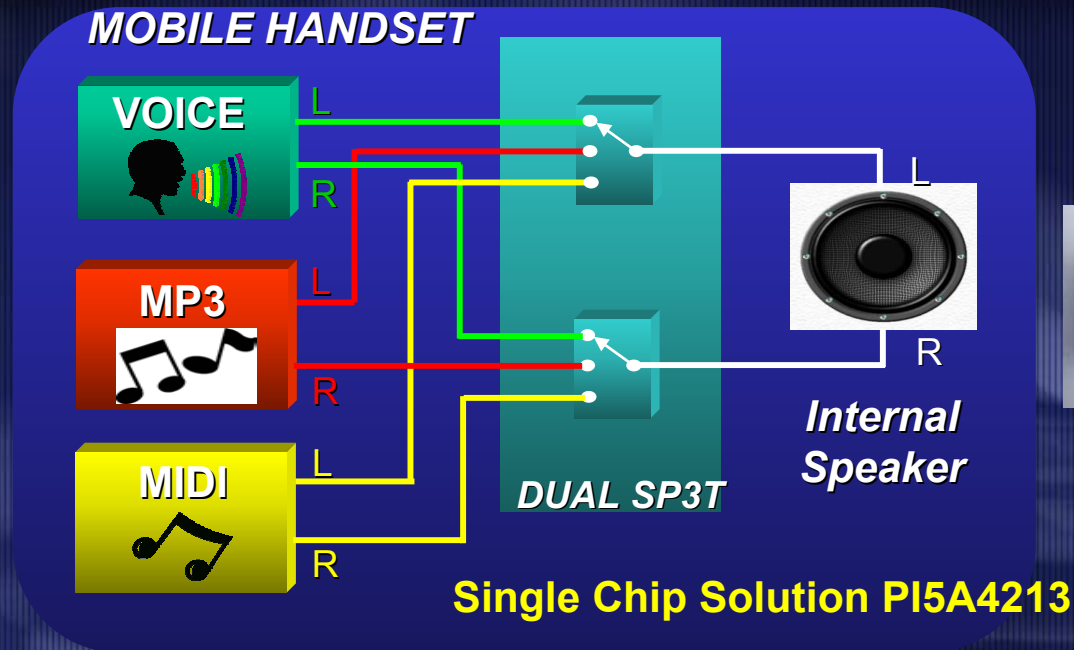 MOBILE HANDSET
VOICE
L
R
MP3
L
R
MIDI
L
R
DUAL SP3T
L
R
Internal
Speaker
Single Chip Solution PI5A4213